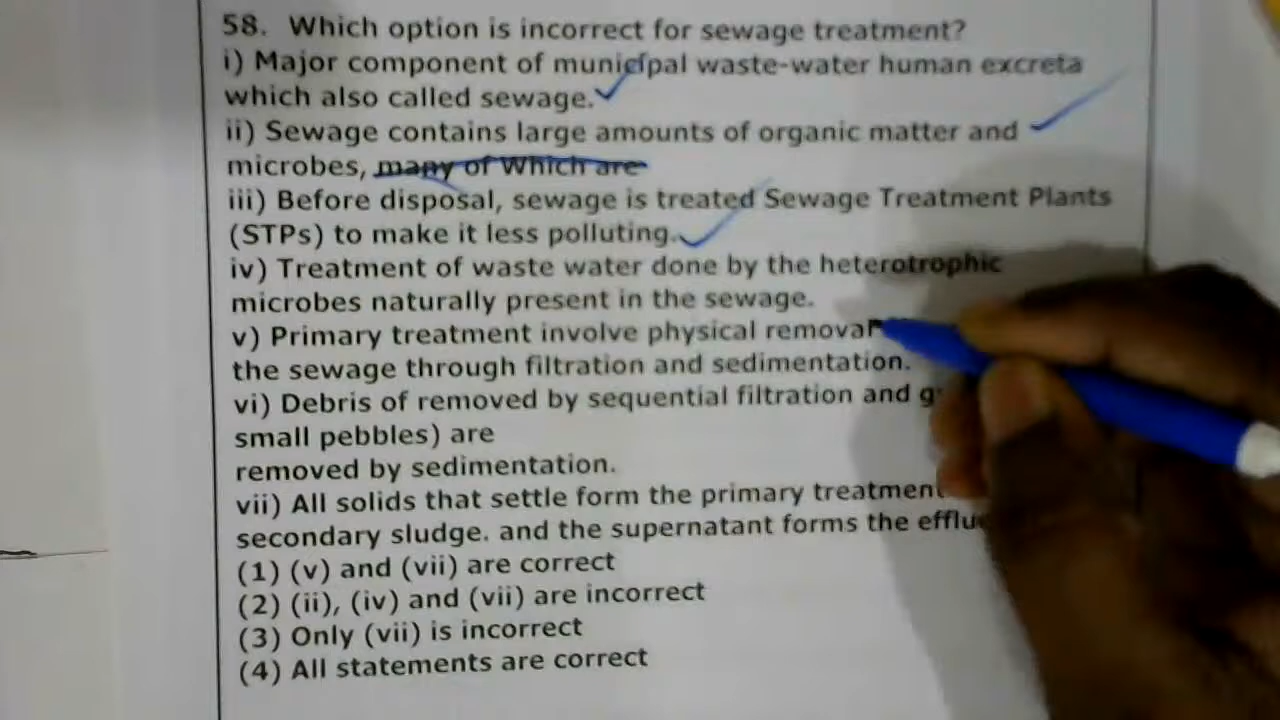 58. Which option is incorrect for sewage treatment?
i) Major component of municipal waste-water human excreta
which also called sewage.
ii) Sewage contains large amounts of organic matter and
microbes, many of Which are
iii) Before disposal, sewage is treated Sewage Treatment Plants
(STPs) to make it less polluting.
iv) Treatment of waste water done by the heterotrophic
microbes naturally present in the sewage.
v) Primary treatment involve physical removal
the sewage through filtration and sedimentation.
vi) Debris of removed by sequential filtration and
small pebbles) are
removed by sedimentation.
vii) All solids that settle form the primary treatment
secondary sludge. and the supernatant forms the
(1) (v) and (vii) are correct
(2) (ii), (iv) and (vii) are incorrect
(3) Only (vii) is incorrect
(4) All statements are correct